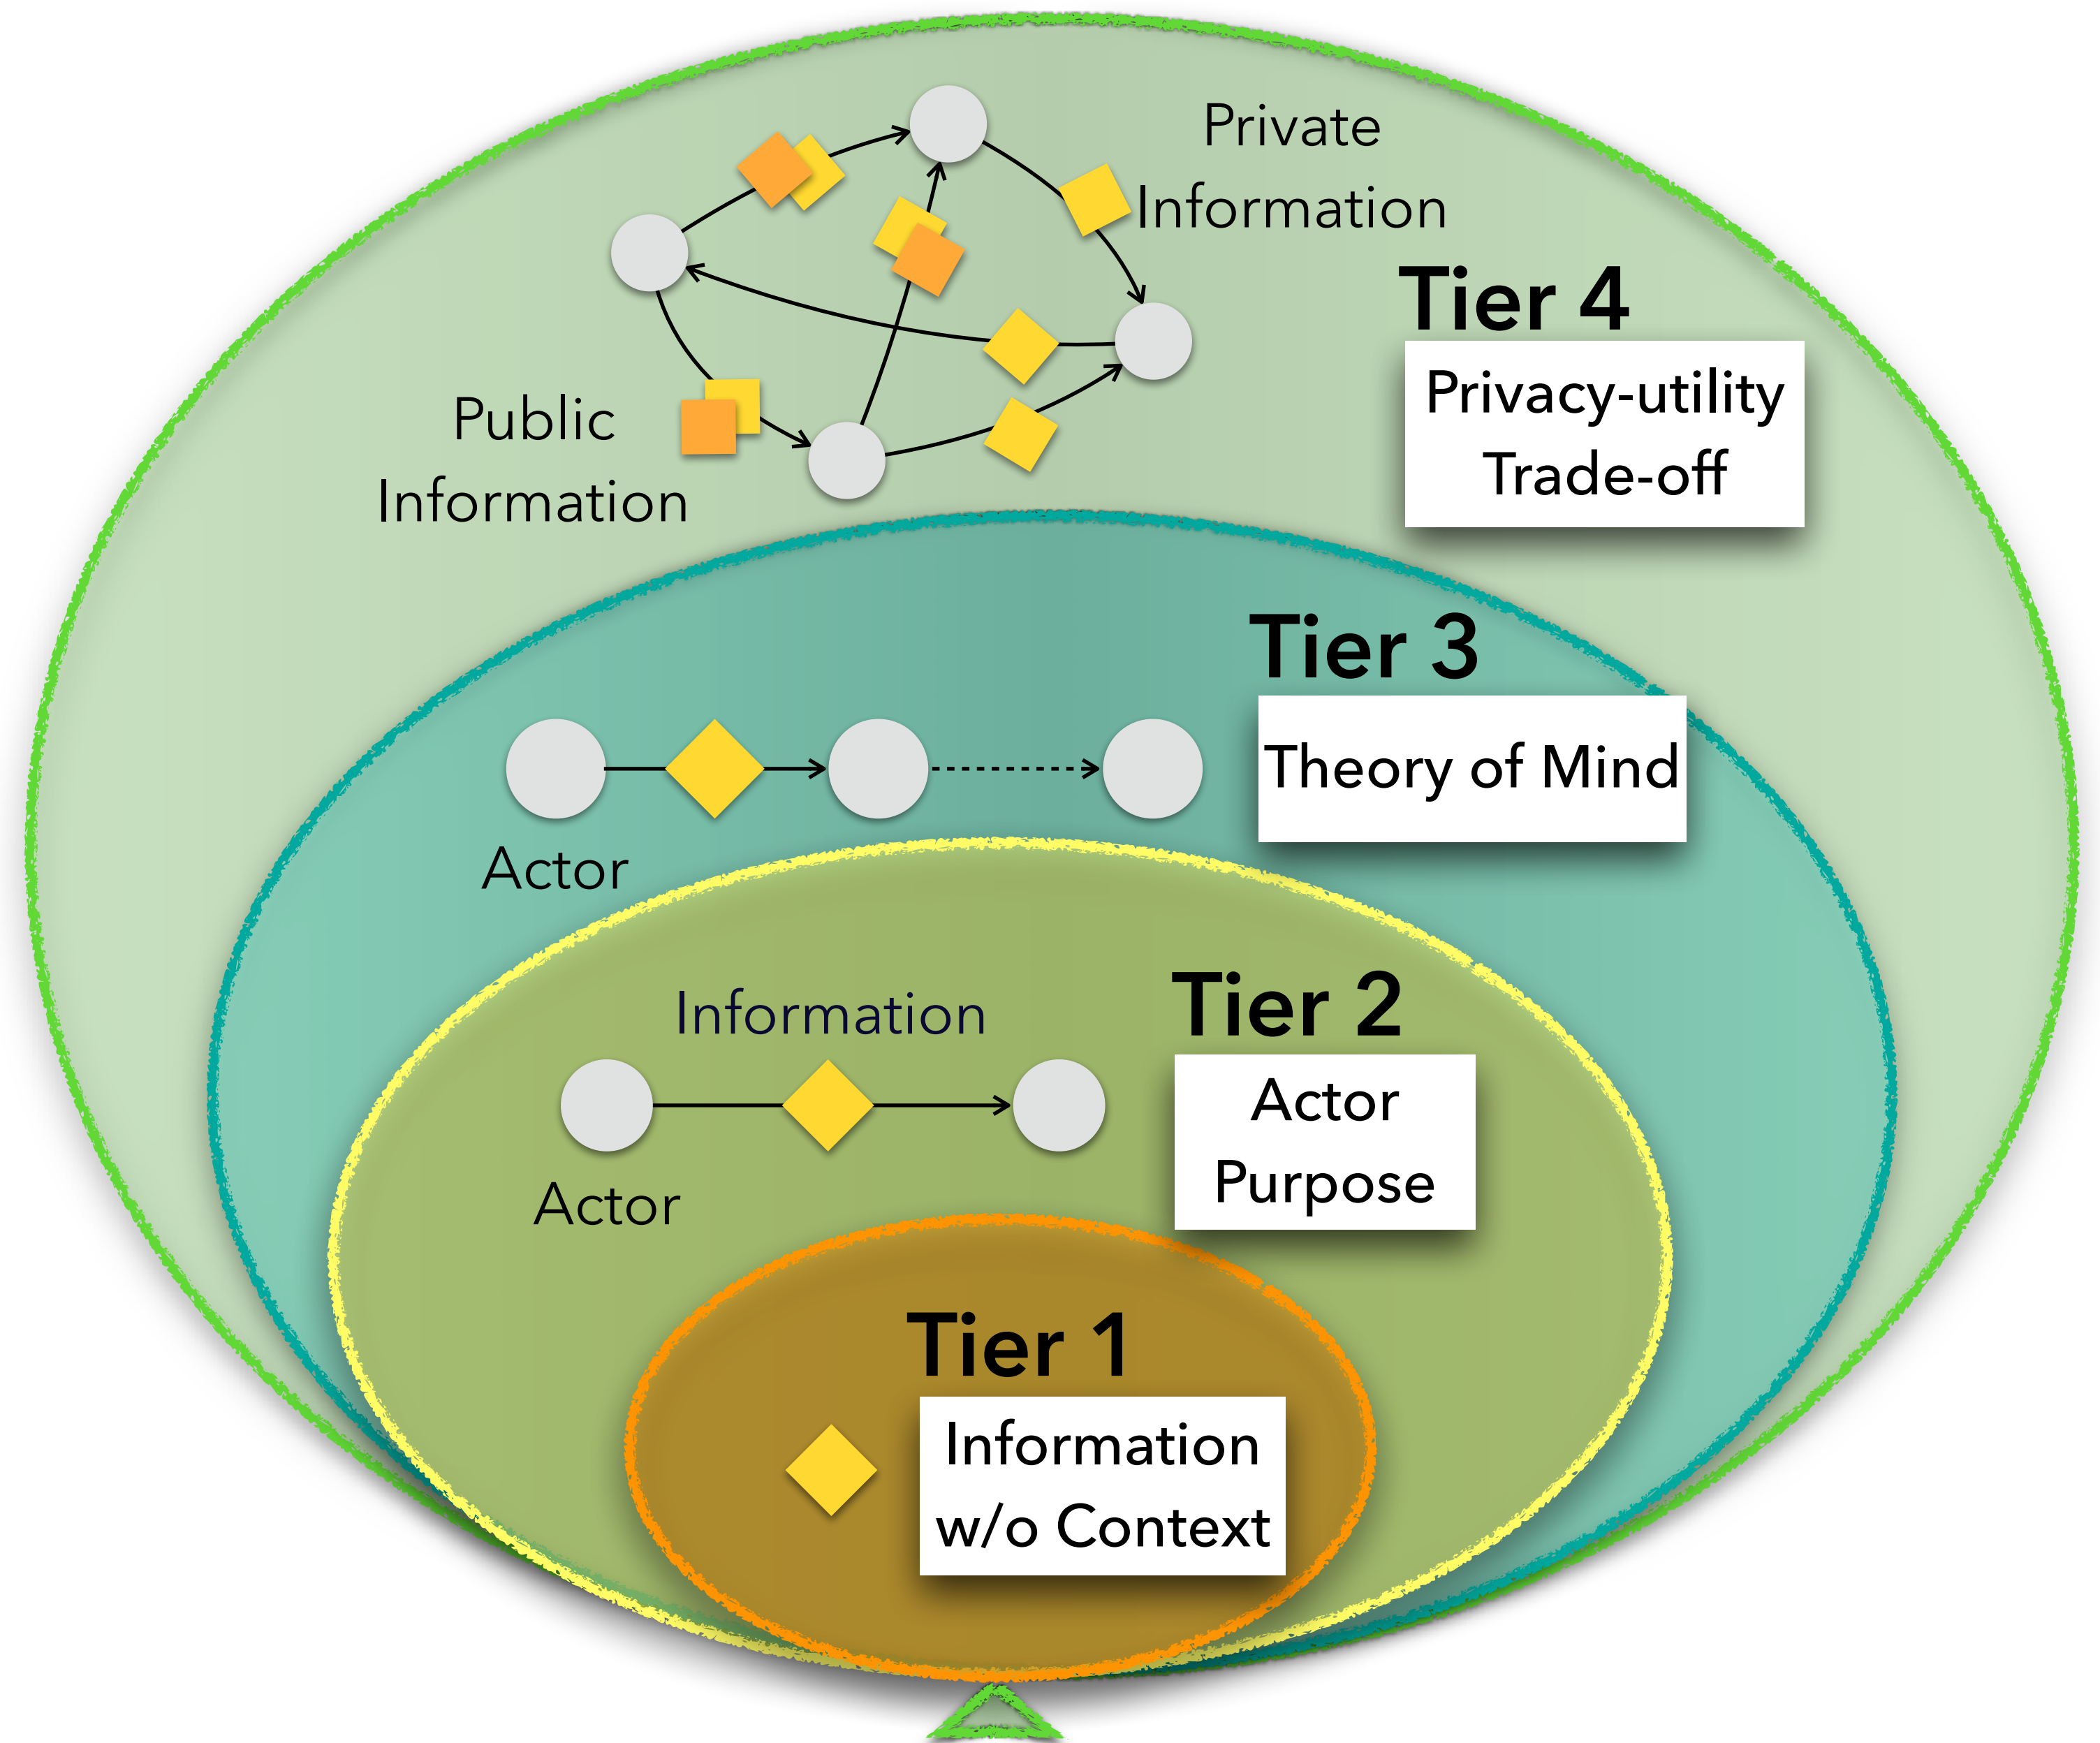 Private
Information
Tier 4
Privacy-utility
Trade-off
Public
Information
Tier 3
Theory of Mind
Actor
Tier 2
Information
Actor
Purpose
Actor
Tier 1
Information
w/o Context